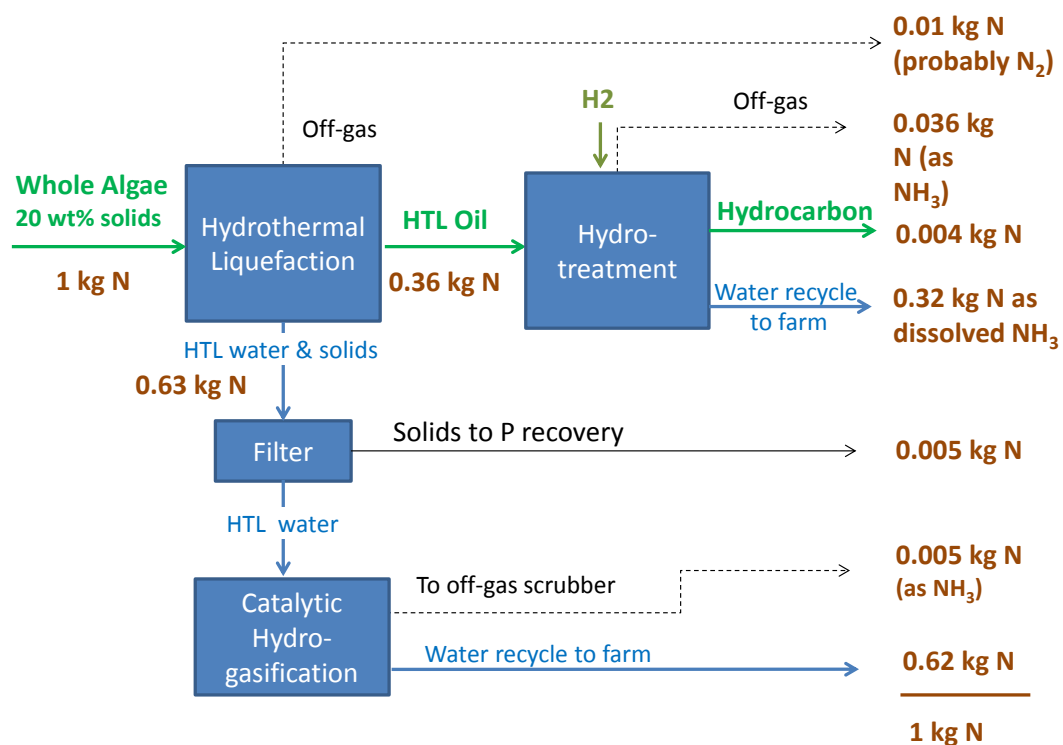 0.01 kg N
(probably N₂)
H2
Off-gas
Off-gas
0.036 kg
N (as
NH₃)
Whole Algae
20 wt% solids
1 kg N
Hydrothermal
Liquefaction
HTL Oil
0.36 kg N
Hydro-
treatment
Hydrocarbon
0.004 kg N
Water recycle
to farm
0.32 kg N as
dissolved NH₃
HTL water & solids
0.63 kg N
Filter
Solids to P recovery
0.005 kg N
HTL water
Catalytic
Hydro-
gasification
To off-gas scrubber
0.005 kg N
(as NH₃)
Water recycle to farm
0.62 kg N
1 kg N